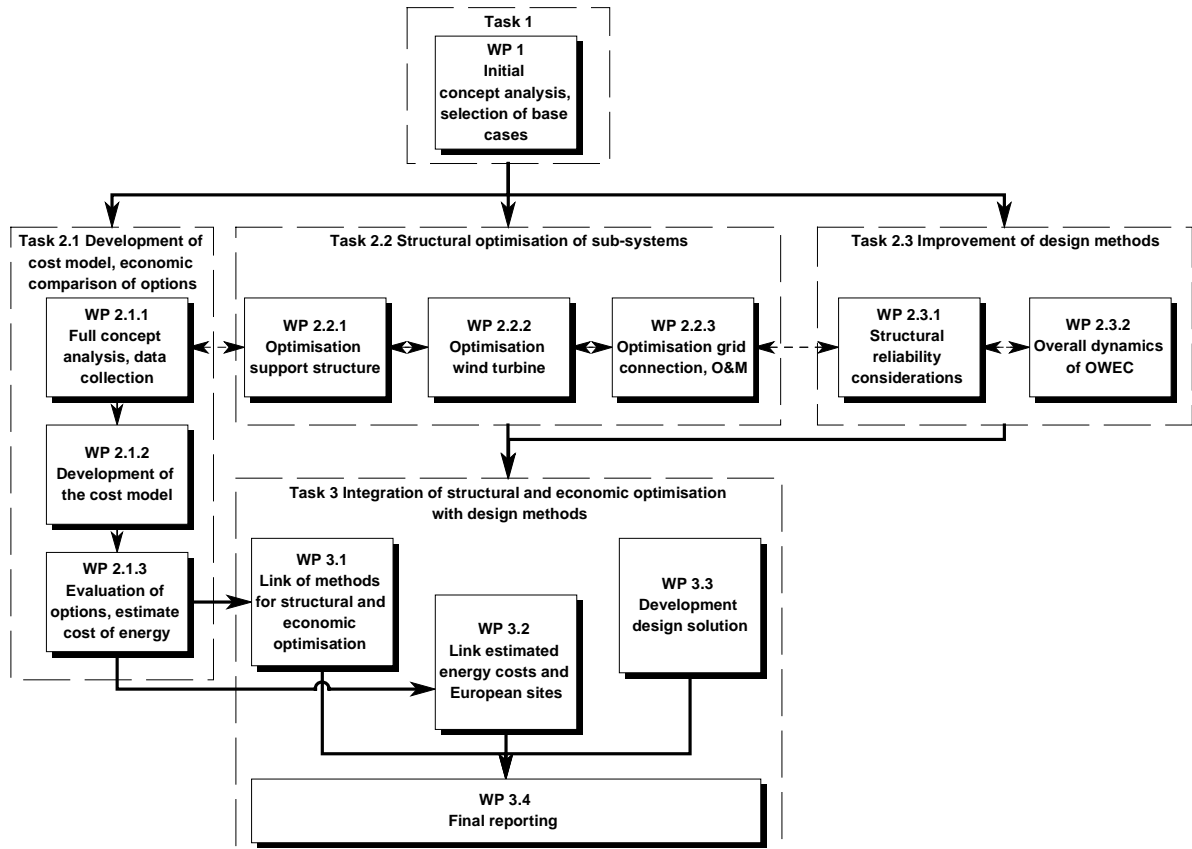 Task 1
WP 1
Initial
concept analysis,
selection of base
cases
Task 2.1 Development of
cost model, economic
comparison of options
WP 2.1.1
Full concept
analysis, data
collection
WP 2.1.2
Development of
the cost model
WP 2.1.3
Evaluation of
options, estimate
cost of energy
Task 2.2 Structural optimisation of sub-systems
WP 2.2.1
Optimisation
support structure
WP 2.2.2
Optimisation
wind turbine
WP 2.2.3
Optimisation grid
connection, O&M
Task 2.3 Improvement of design methods
WP 2.3.1
Structural
reliability
considerations
WP 2.3.2
Overall dynamics
of OWEC
Task 3 Integration of structural and economic optimisation
with design methods
WP 3.1
Link of methods
for structural and
economic
optimisation
WP 3.2
Link estimated
energy costs and
European sites
WP 3.3
Development
design solution
WP 3.4
Final reporting